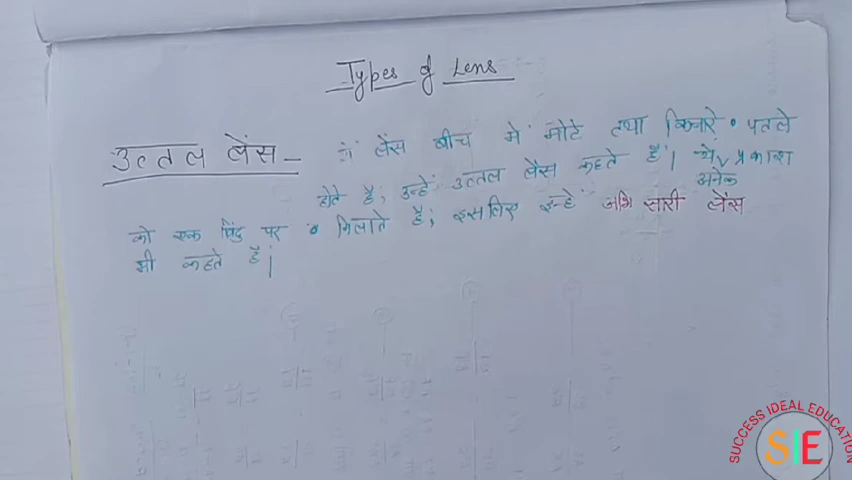 Types of Lens
उत्तल लेंस - जो लेंस बीच में मोटे तथा किनारे पतले
होते हैं, उन्हें उत्तल लेंस कहते हैं। ये प्रकाश
अनेक
को एक बिंदु पर मिलाते हैं, इसलिए इन्हें अभिसारी लेंस
भी कहते हैं।
SUCCESS IDEAL EDUCATION
SIE